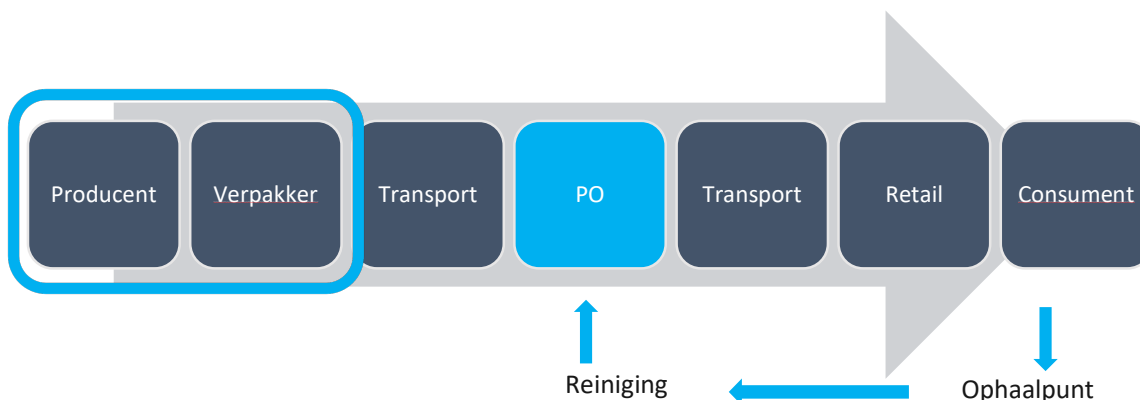 Producent
Verpakker
Transport
PO
Transport
Retail
Consument
Reiniging
Ophaalpunt